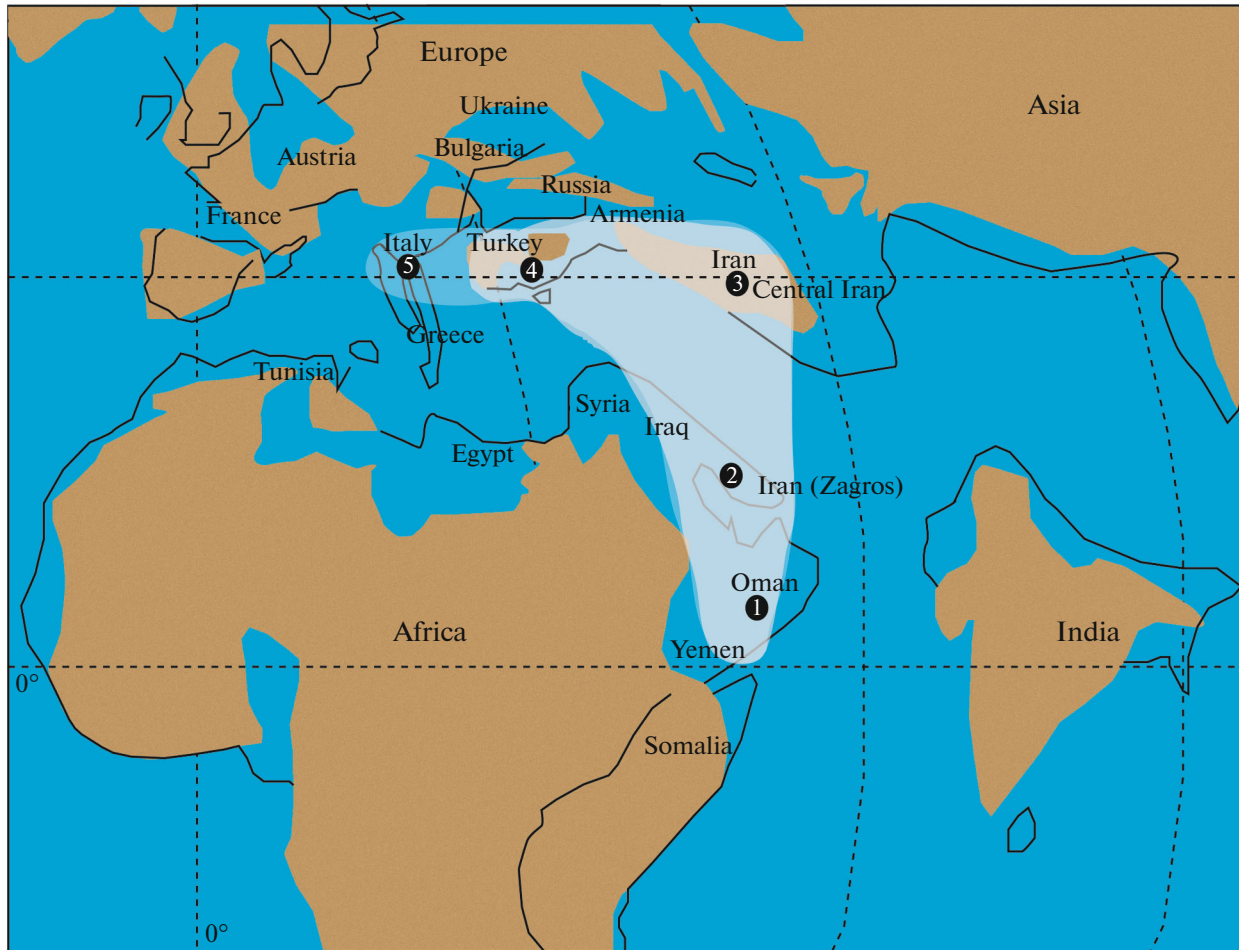 Europe
Asia
Ukraine
Bulgaria
Austria
Russia
France
Armenia
Italy
Turkey
Iran
5
4
3
Central Iran
Greece
Tunisia
Syria
Iraq
Egypt
2
Iran (Zagros)
Oman
1
Africa
India
Yemen
0°
Somalia
0°